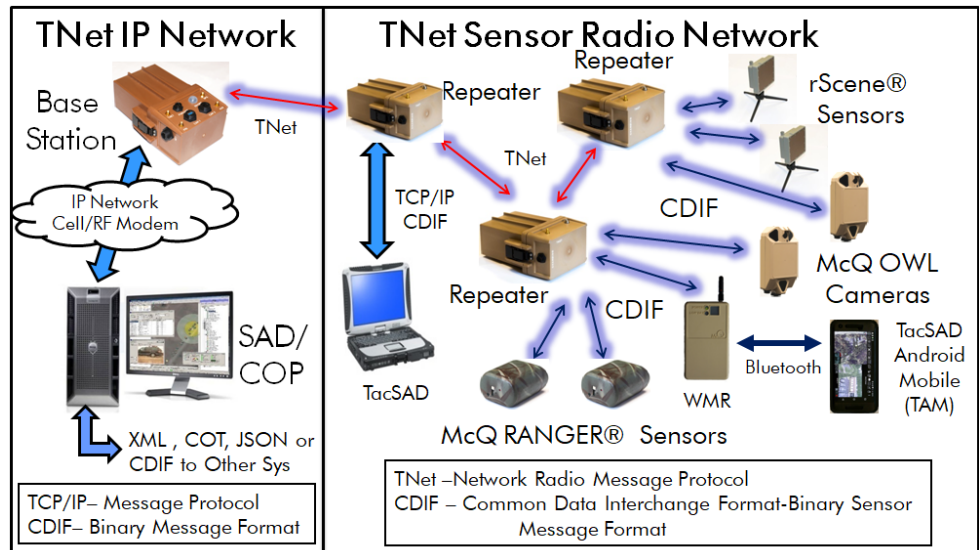 TNet IP Network
Base
Station
TNet
IP Network
Cell/RF Modem
SAD/
COP
XML , COT, JSON or
CDIF to Other Sys
TCP/IP– Message Protocol
CDIF– Binary Message Format
TNet Sensor Radio Network
Repeater
Repeater
rScene®
Sensors
TNet
TCP/IP
CDIF
CDIF
Repeater
McQ OWL
Cameras
CDIF
TacSAD
WMR
Bluetooth
TacSAD
Android
Mobile
(TAM)
McQ RANGER® Sensors
TNet –Network Radio Message Protocol
CDIF – Common Data Interchange Format-Binary Sensor
Message Format